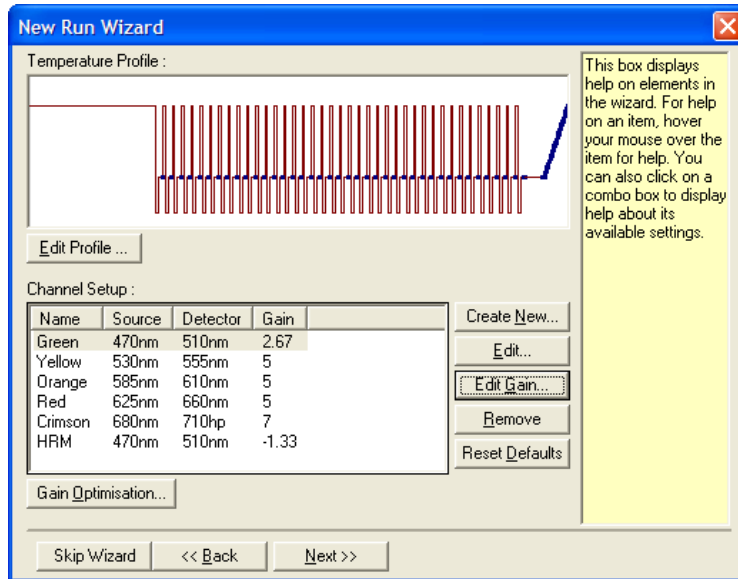 New Run Wizard
Temperature Profile :
This box displays
help on elements in
the wizard. For help
on an item, hover
your mouse over the
item for help. You
can also click on a
combo box to display
help about its
available settings.
Edit Profile ...
Channel Setup :
Name Source Detector Gain
Green 470nm 510nm 2.67
Yellow 530nm 555nm 5
Orange 585nm 610nm 5
Red 625nm 660nm 5
Crimson 680nm 710hp 7
HRM 470nm 510nm -1.33
Create New...
Edit...
Edit Gain...
Remove
Reset Defaults
Gain Optimisation...
Skip Wizard << Back Next >>